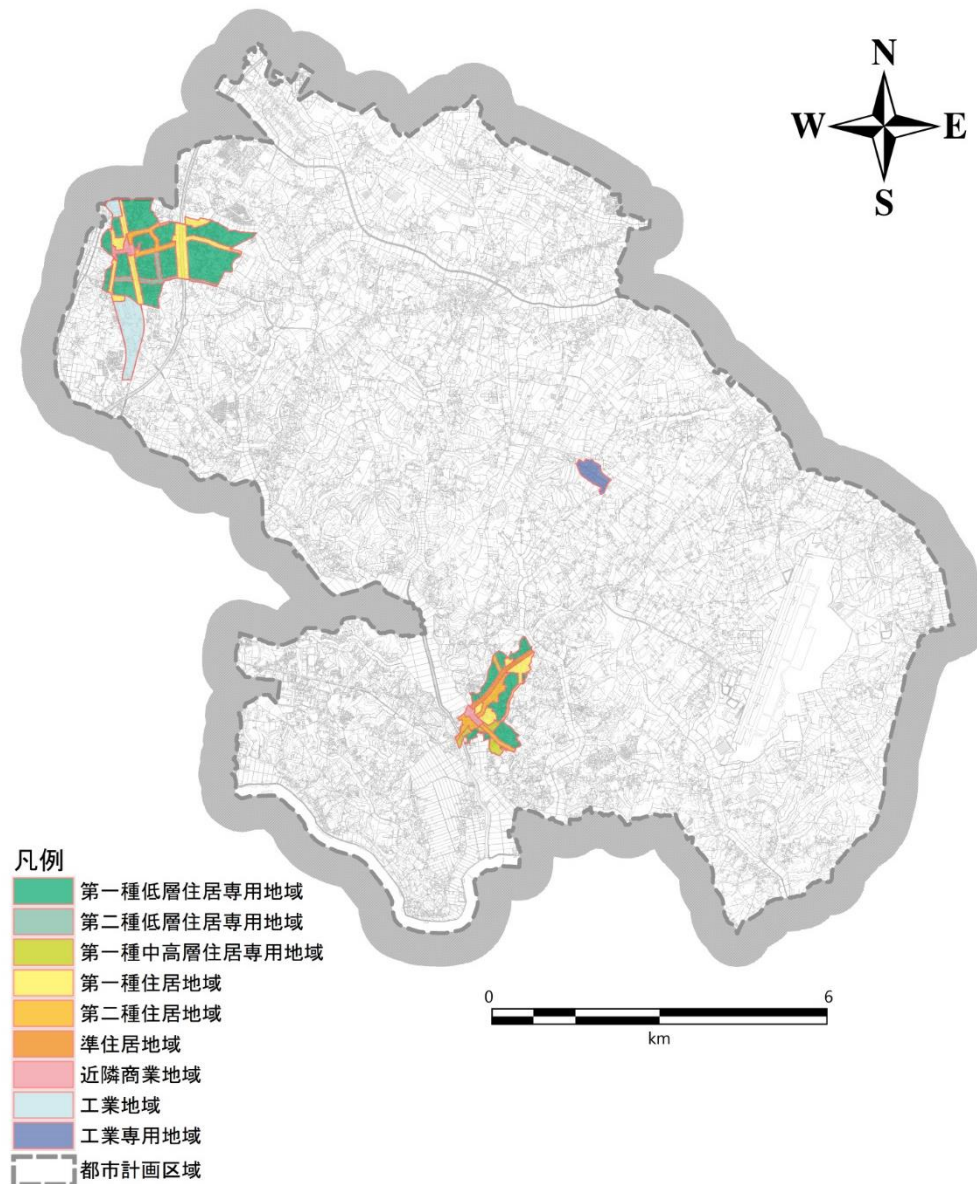 N
W E
S
凡例
第一種低層住居専用地域
第二種低層住居専用地域
第一種中高層住居専用地域
第一種住居地域
第二種住居地域
準住居地域
近隣商業地域
工業地域
工業専用地域
都市計画区域
0 6
km